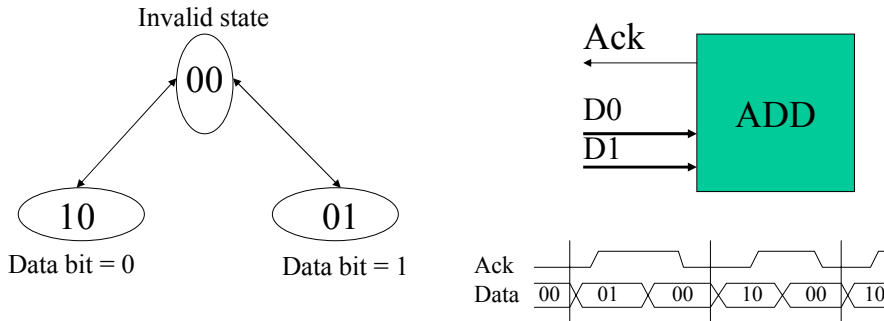 Invalid state
00
10
01
Data bit = 0
Data bit = 1
Ack
D0
D1
ADD
Ack
Data
00
01
00
10
00
10